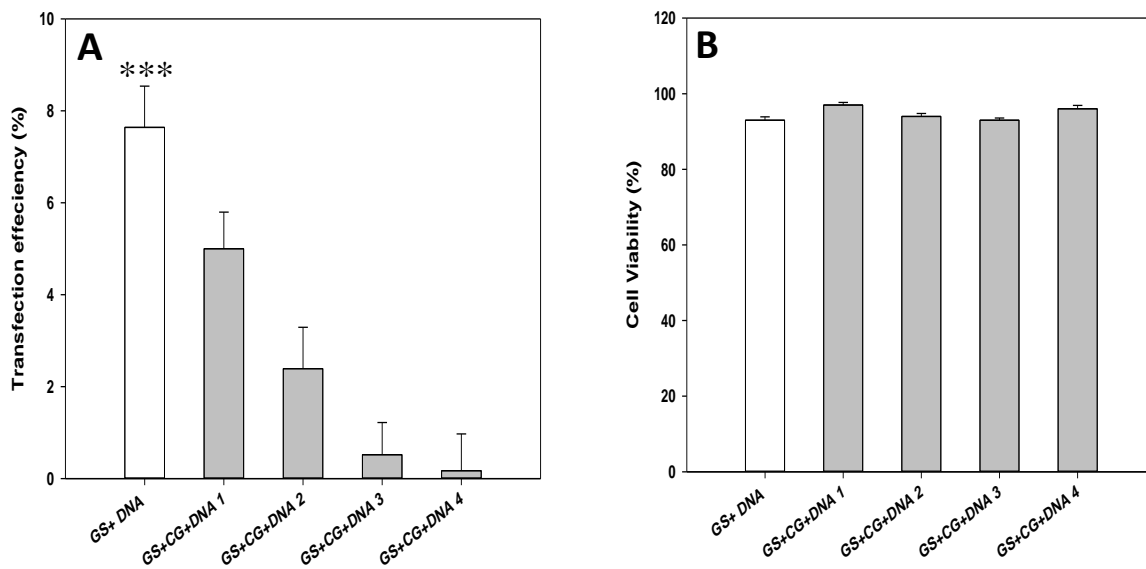 A
***
Transfection effeciency (%)
10
8
6
4
2
0
GS+ DNA
GS+CG+DNA 1
GS+CG+DNA 2
GS+CG+DNA 3
GS+CG+DNA 4
B
Cell Viability (%)
120
100
80
60
40
20
0
GS+ DNA
GS+CG+DNA 1
GS+CG+DNA 2
GS+CG+DNA 3
GS+CG+DNA 4